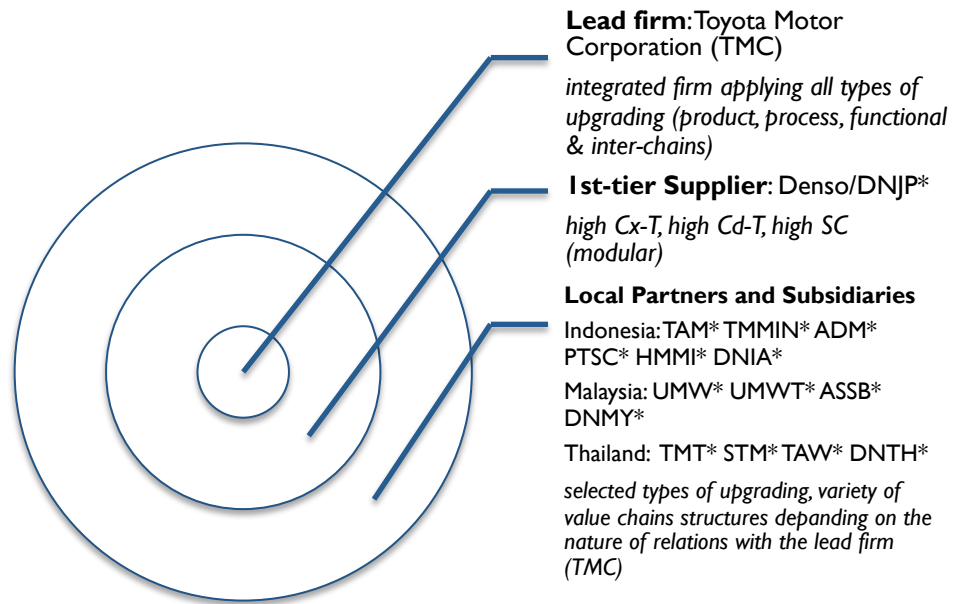 Lead firm: Toyota Motor
Corporation (TMC)
integrated firm applying all types of
upgrading (product, process, functional
& inter-chains)
1st-tier Supplier: Denso/DNJP*
high Cx-T, high Cd-T, high SC
(modular)
Local Partners and Subsidiaries
Indonesia: TAM* TMMIN* ADM*
PTSC* HMMI* DNIA*
Malaysia: UMW* UMWT* ASSB*
DNMY*
Thailand: TMT* STM* TAW* DNTH*
selected types of upgrading, variety of
value chains structures depanding on the
nature of relations with the lead firm
(TMC)